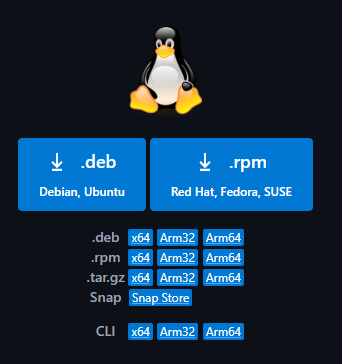 .deb .rpm
Debian, Ubuntu Red Hat, Fedora, SUSE
.deb x64 Arm32 Arm64
.rpm x64 Arm32 Arm64
.tar.gz x64 Arm32 Arm64
Snap Snap Store
CLI x64 Arm32 Arm64